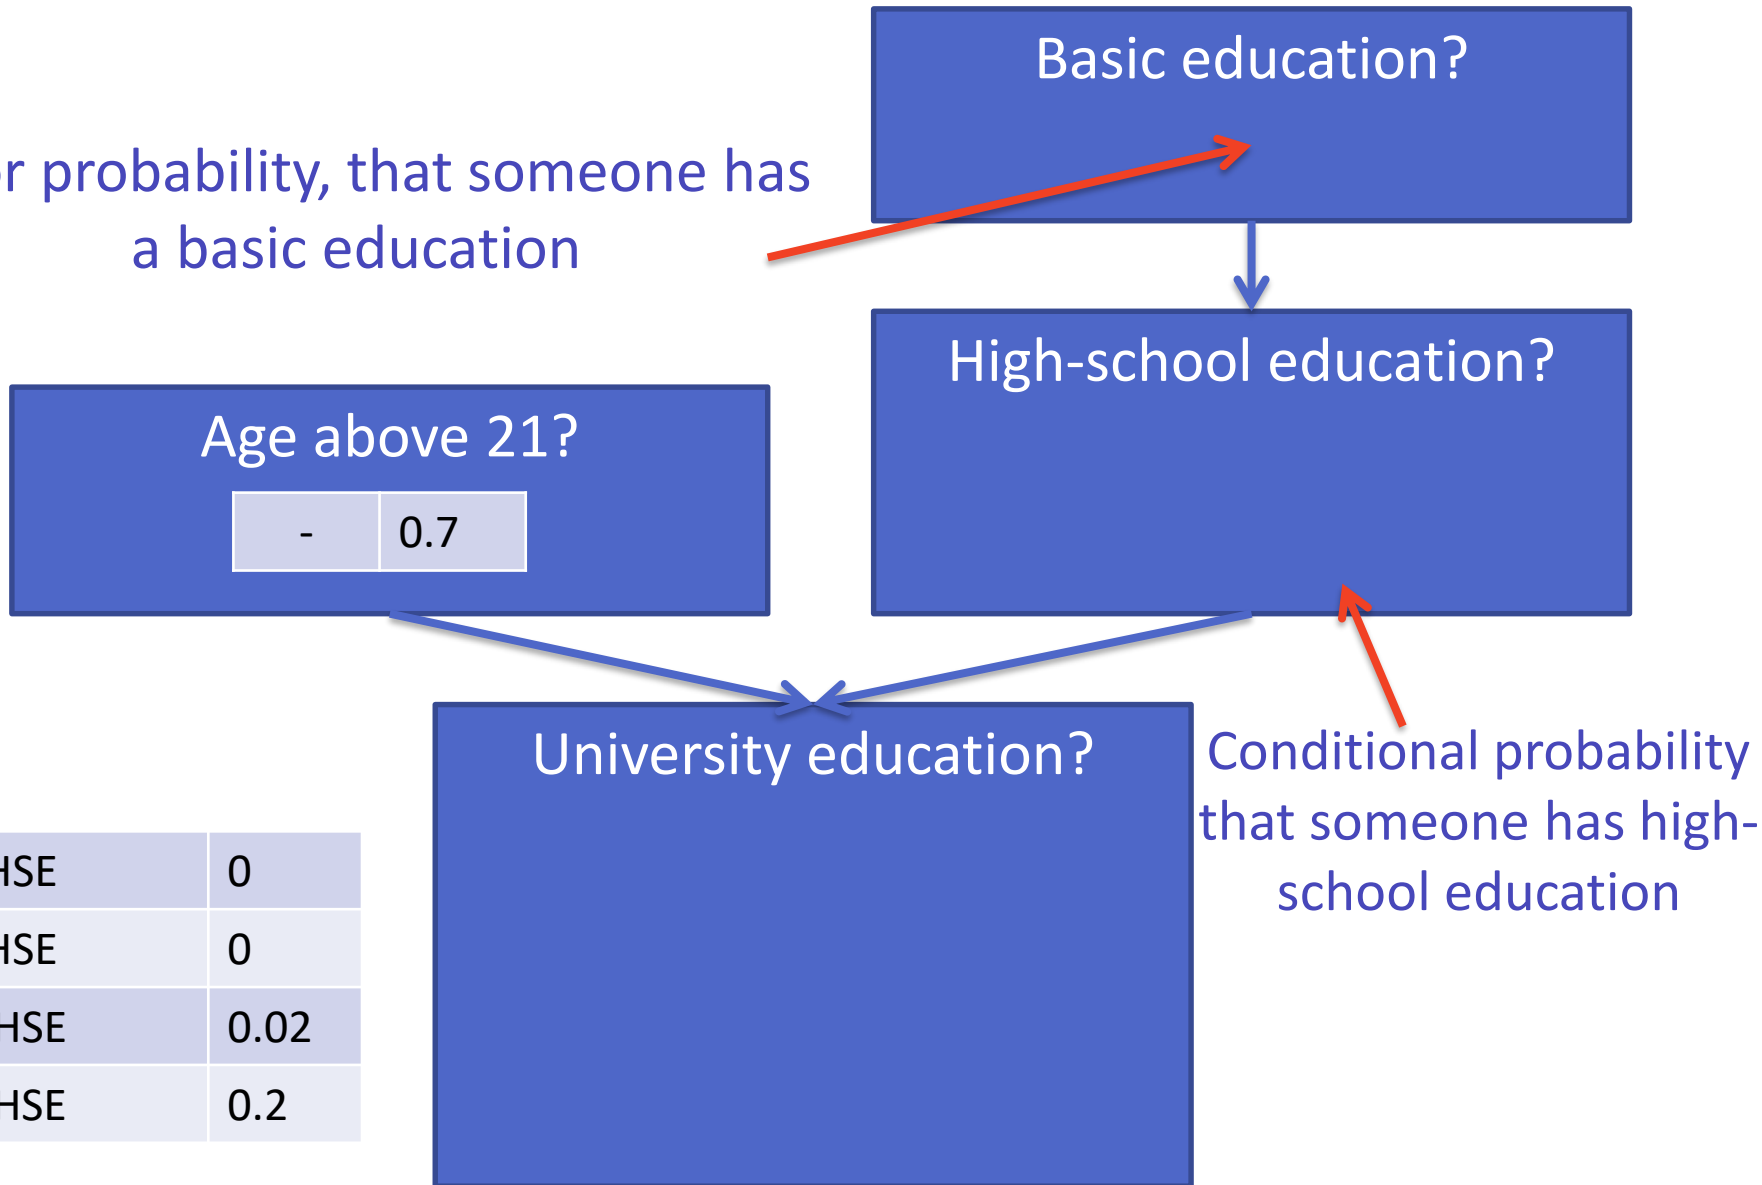 Basic education?
r probability, that someone has
a basic education
High-school education?
Age above 21?
- 0.7
University education?
Conditional probability
that someone has high-
school education
HSE 0
HSE 0
HSE 0.02
HSE 0.2